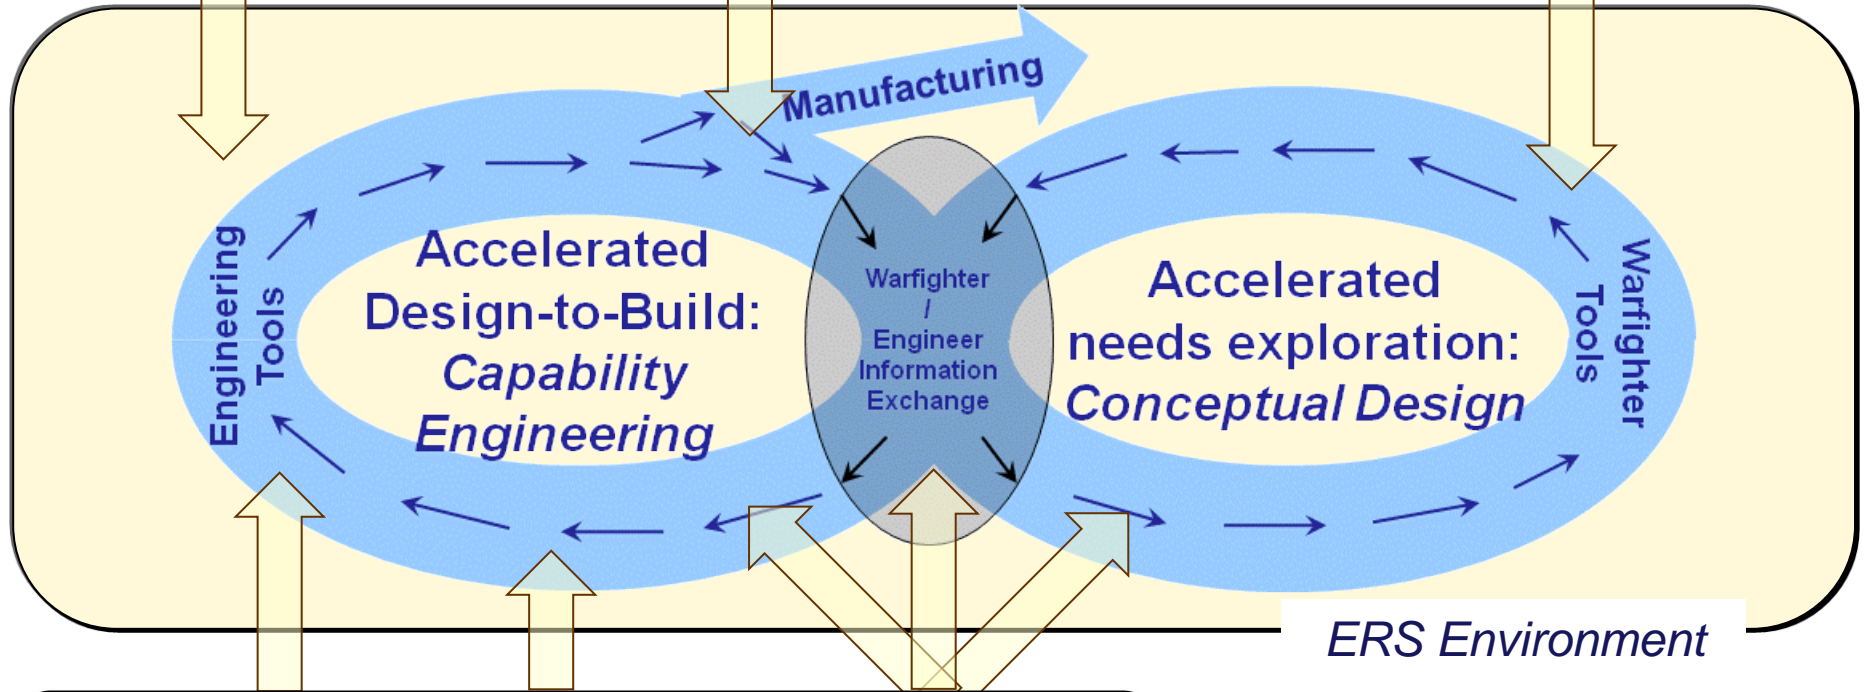 Manufacturing
Engineering
Tools
Accelerated
Design-to-Build:
Capability
Engineering
Warfighter
/
Engineer
Information
Exchange
Accelerated
needs exploration:
Conceptual Design
Warfighter
Tools
ERS Environment